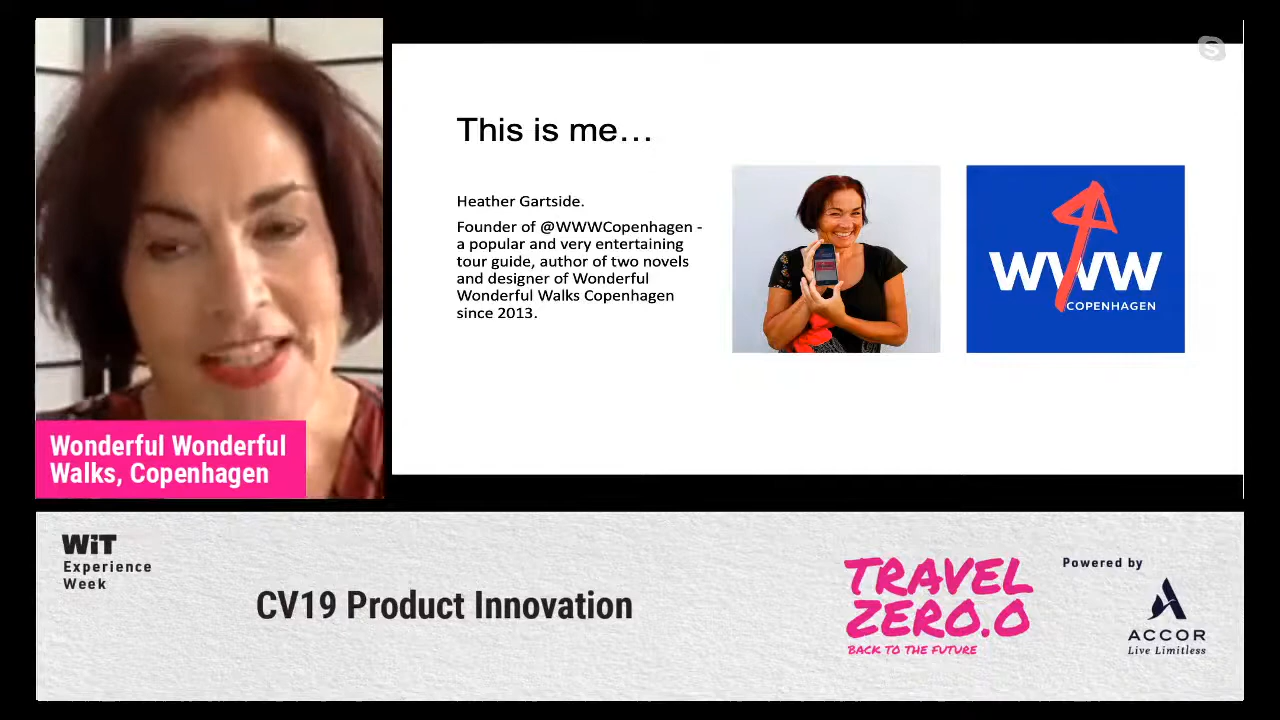 This is me...
Heather Gartside.
Founder of @WWWCopenhagen -
a popular and very entertaining
tour guide, author of two novels
and designer of Wonderful
Wonderful Walks Copenhagen
since 2013.
WWW
COPENHAGEN
S
Wonderful Wonderful
Walks, Copenhagen
WiT
Experience
Week
CV19 Product Innovation
TRAVEL
ZERO.O
BACK TO THE FUTURE
Powered by
ACCOR
Live Limitless